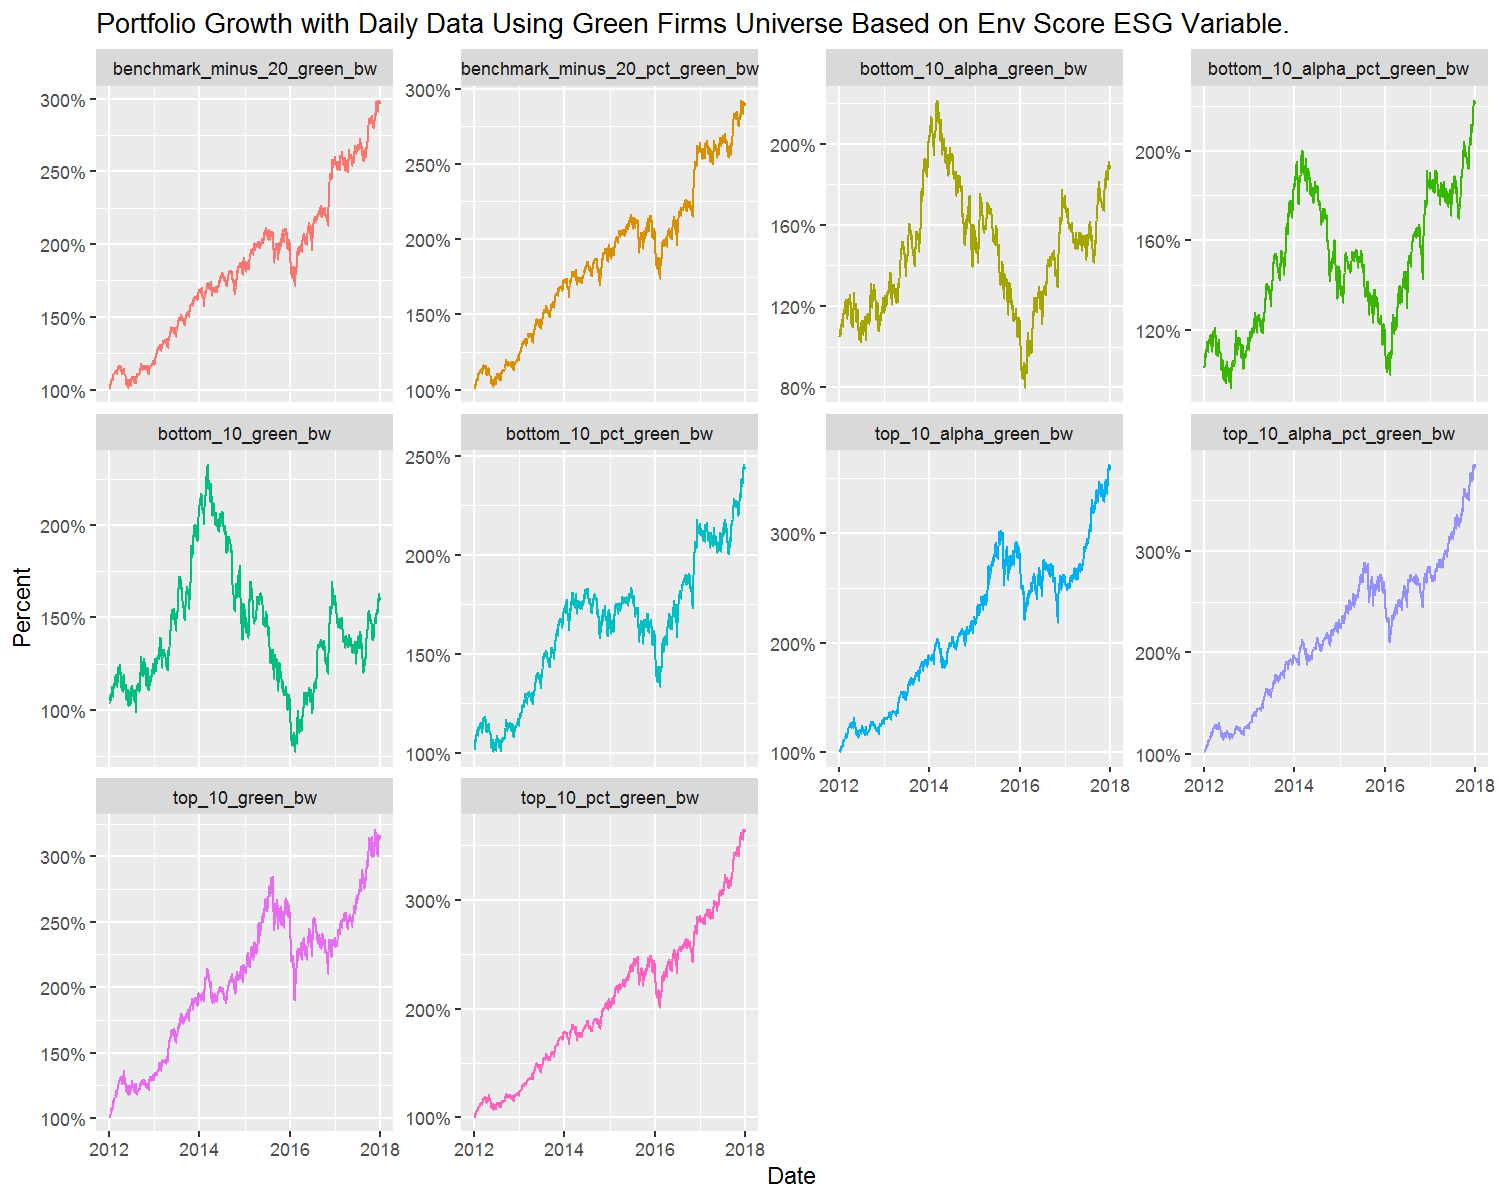 Portfolio Growth with Daily Data Using Green Firms Universe Based on Env Score ESG Variable.
benchmark_minus_20_green_bw
benchmark_minus_20_pct_green_bw
bottom_10_alpha_green_bw
bottom_10_alpha_pct_green_bw
300%
250%
200%
150%
100%
300%
250%
200%
150%
100%
200%
160%
120%
80%
200%
160%
120%
bottom_10_green_bw
bottom_10_pct_green_bw
top_10_alpha_green_bw
top_10_alpha_pct_green_bw
Percent
200%
150%
100%
250%
200%
150%
100%
300%
200%
100%
300%
200%
100%
2012 2014 2016 2018
2012 2014 2016 2018
top_10_green_bw
top_10_pct_green_bw
300%
250%
200%
150%
100%
300%
200%
100%
2012 2014 2016 2018
2012 2014 2016 2018
Date